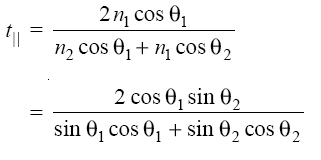 t|| = 2 n₁ cos θ₁ / n₂ cos θ₁ + n₁ cos θ₂
= 2 cos θ₁ sin θ₂ / sin θ₁ cos θ₁ + sin θ₂ cos θ₂